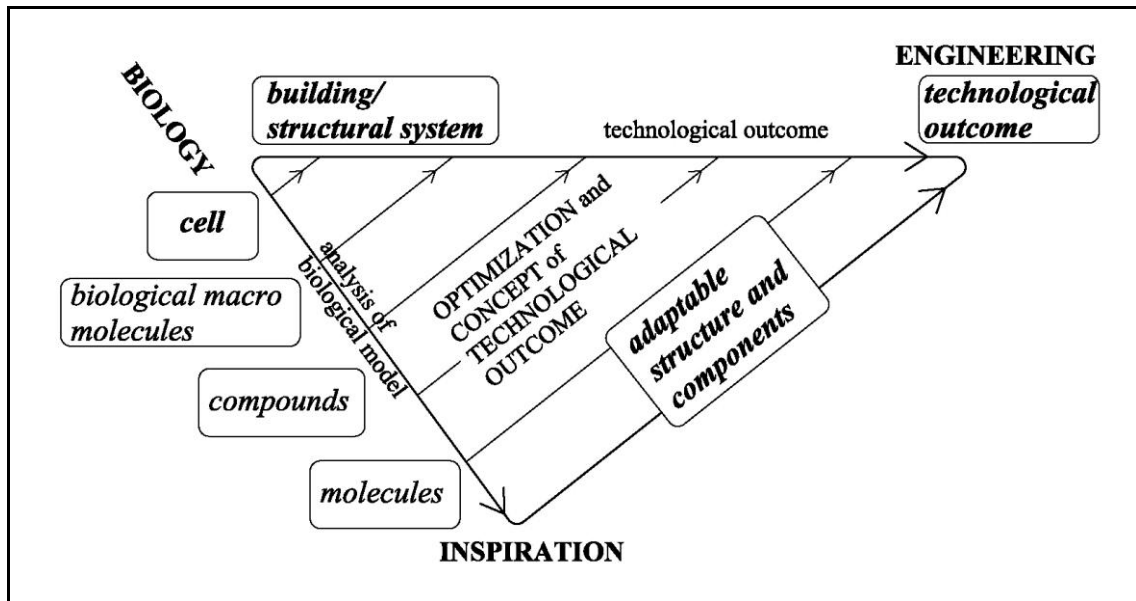 BIOLOGY
building/
structural system
technological outcome
ENGINEERING
technological
outcome
cell
biological macro
molecules
compounds
molecules
analysis of
biological model
OPTIMIZATION and
CONCEPT of
TECHNOLOGICAL
OUTCOME
adaptable
structure and
components
INSPIRATION